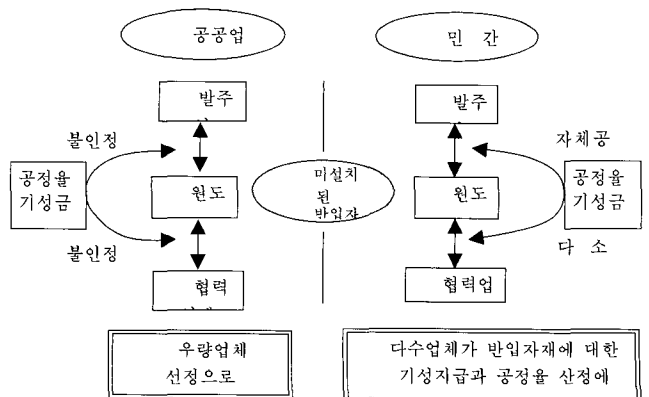 공공업
민 간
발주
발주
불인정
자체공
공정율
기성금
원도
미설치
된
반입자
원도
공정율
기성금
불인정
다 소
협력
협력업
우량업체
선정으로
다수업체가 반입자재에 대한
기성지급과 공정율 산정에